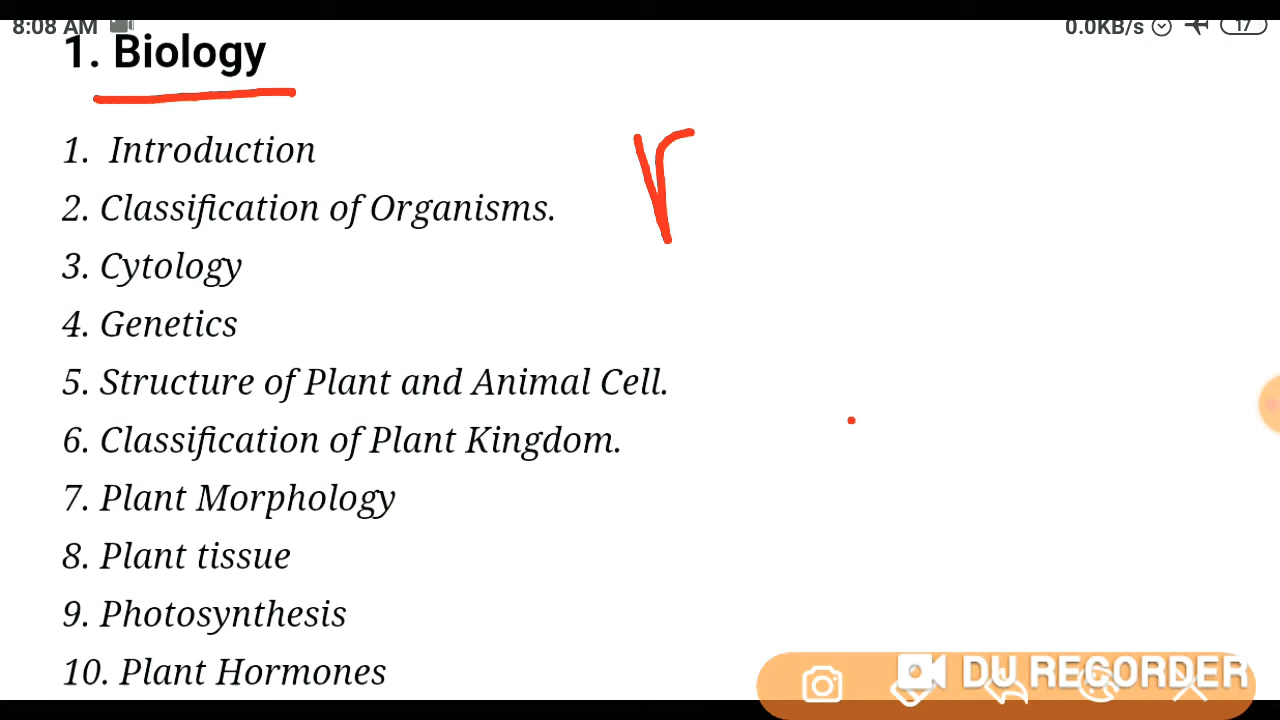 8:08 AM 0.0KB/s 17
1. Biology
1. Introduction
2. Classification of Organisms.
3. Cytology
4. Genetics
5. Structure of Plant and Animal Cell.
6. Classification of Plant Kingdom.
7. Plant Morphology
8. Plant tissue
9. Photosynthesis
10. Plant Hormones
DU RECORDER